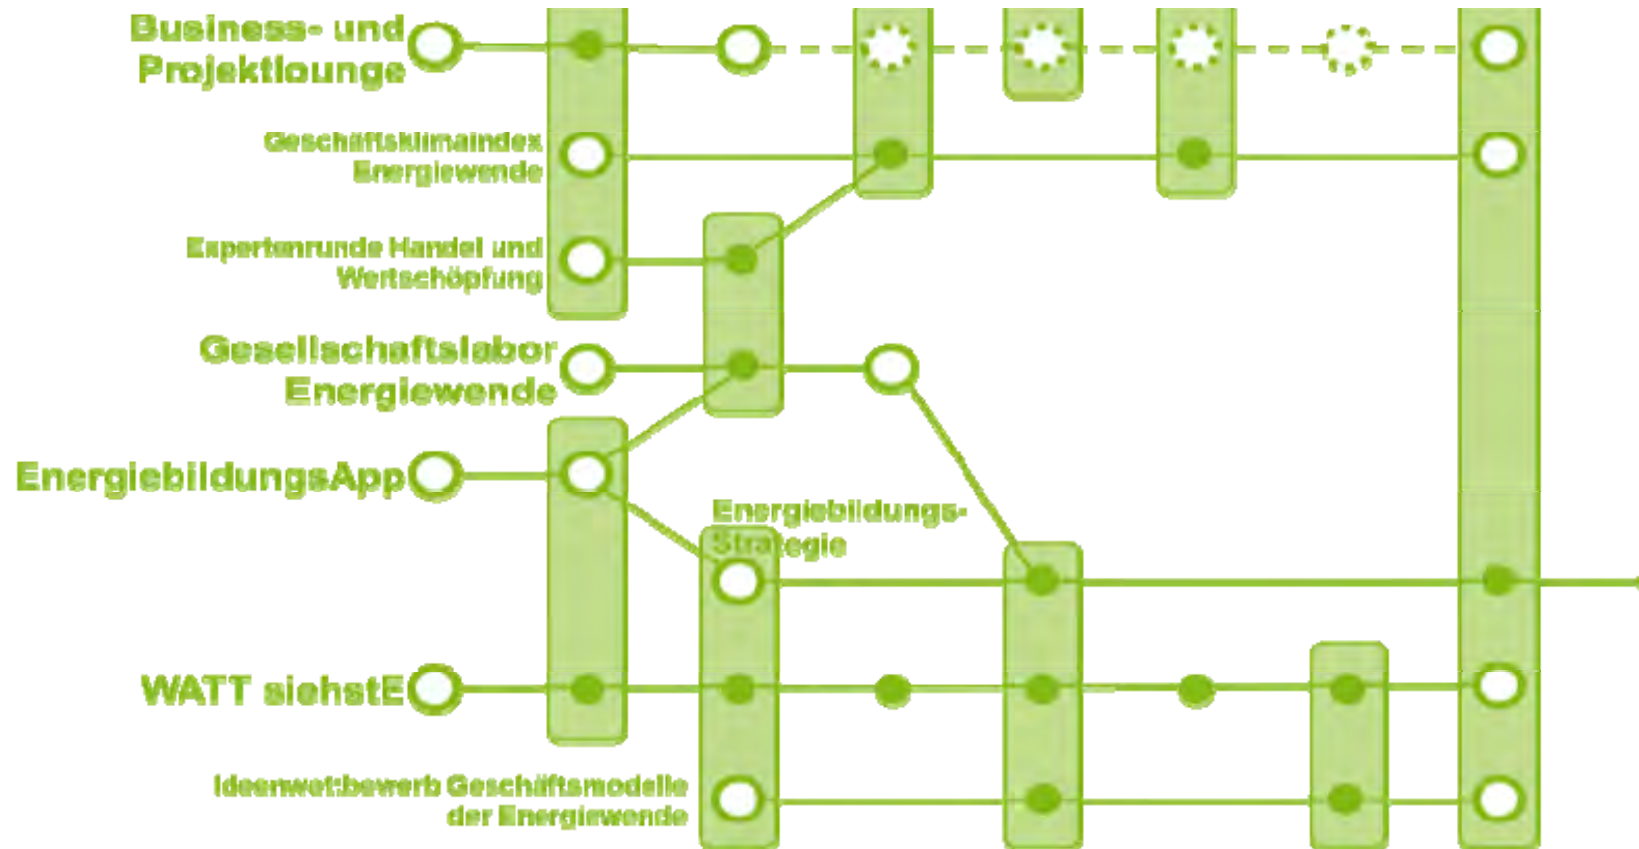 Business- und
Projektlounge
Geschäftsklimaindex
Energiewende
Expertenrunde Handel und
Wertschöpfung
Gesellschaftslabor
Energiewende
EnergiebildungsApp
Energiebildungs-
Strategie
WATT siehstE
Ideenwettbewerb Geschäftsmodelle
der Energiewende